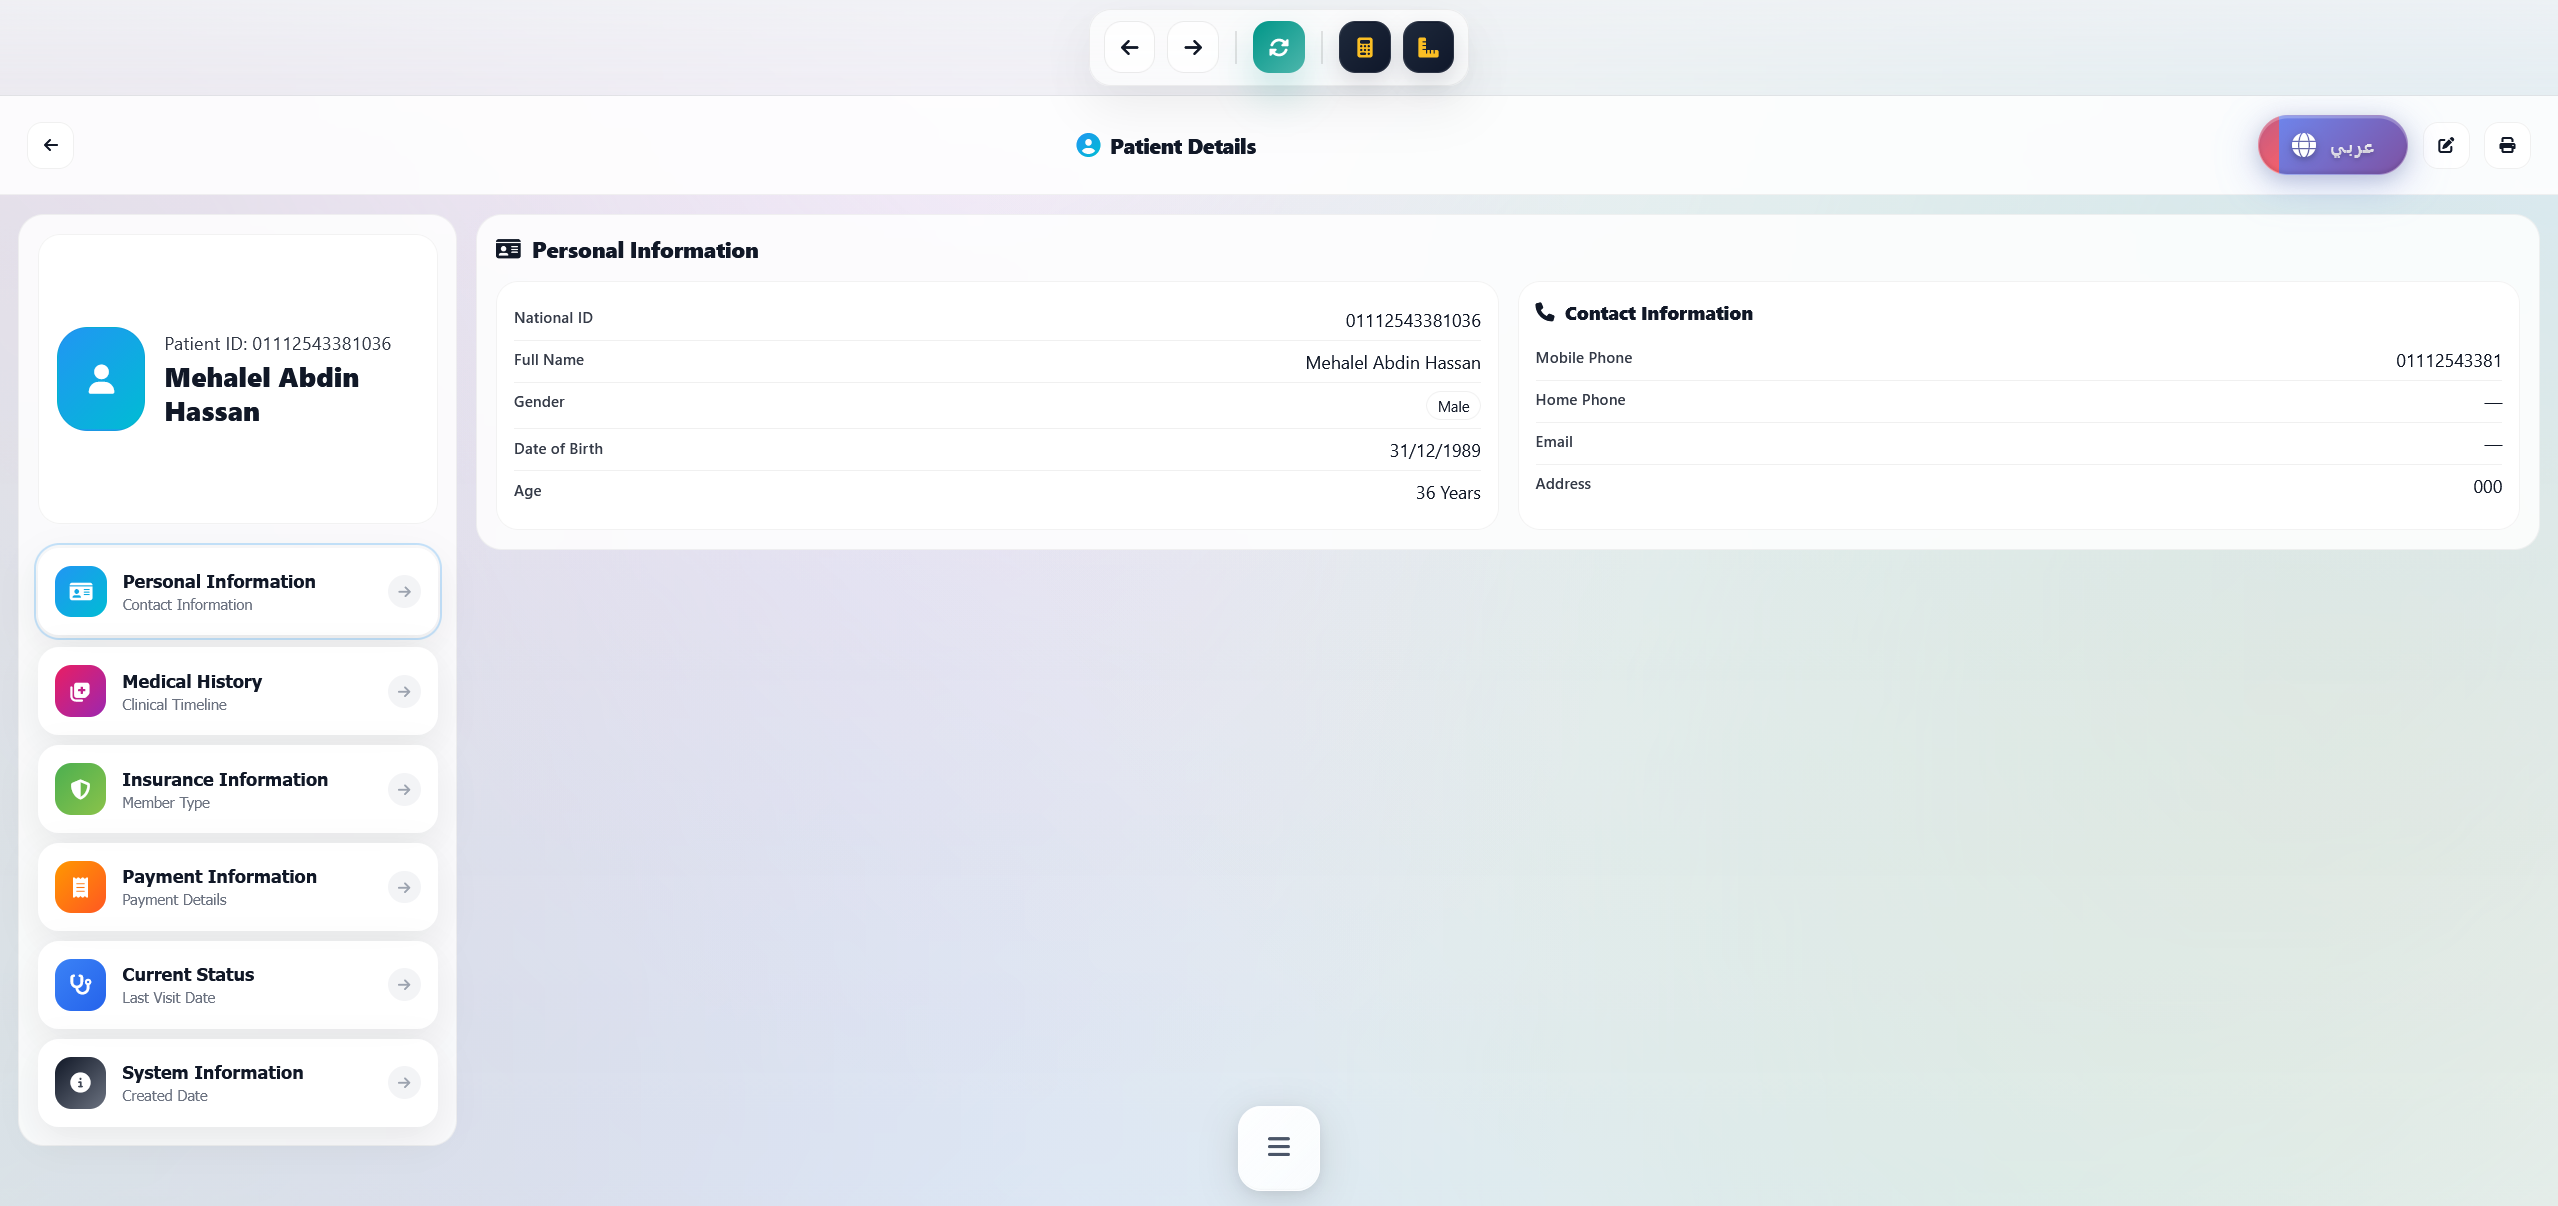 Patient Details
عربي
Patient ID: 01112543381036
Mehalel Abdin
Hassan
Personal Information
Contact Information
Medical History
Clinical Timeline
Insurance Information
Member Type
Payment Information
Payment Details
Current Status
Last Visit Date
System Information
Created Date
Personal Information
National ID 01112543381036
Full Name Mehalel Abdin Hassan
Gender Male
Date of Birth 31/12/1989
Age 36 Years
Contact Information
Mobile Phone 01112543381
Home Phone —
Email —
Address 000